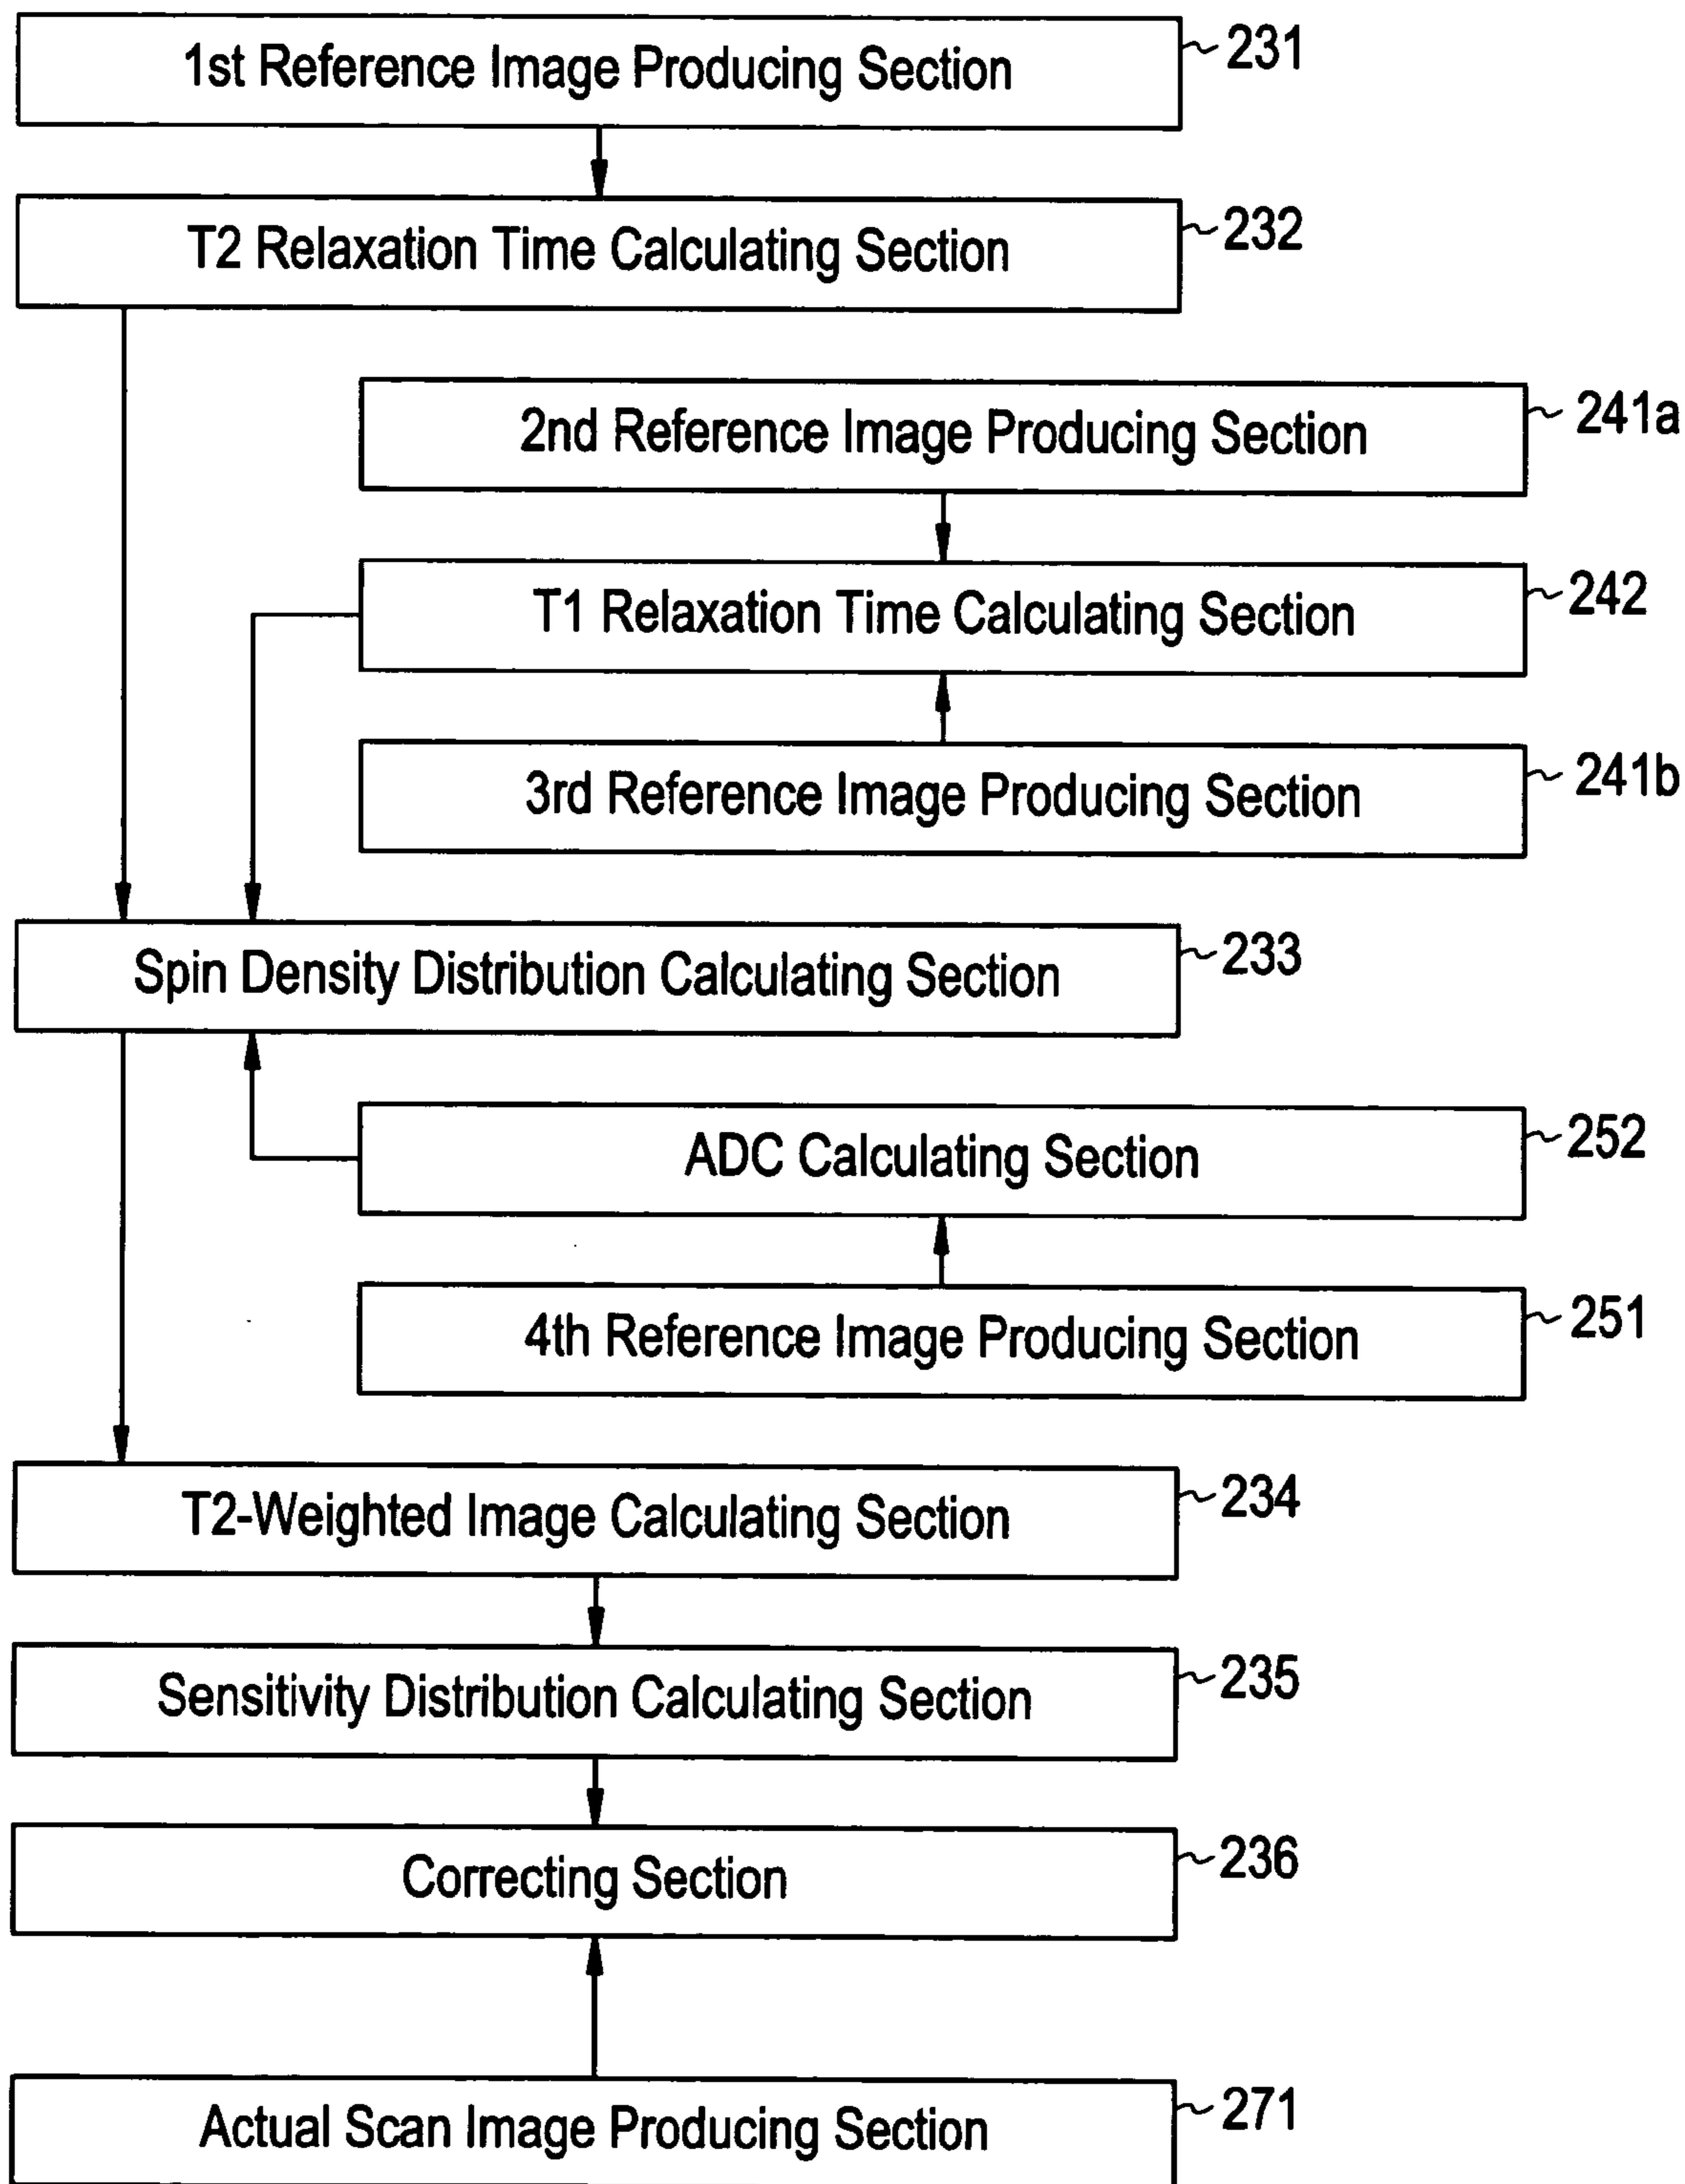 1st Reference Image Producing Section 231
T2 Relaxation Time Calculating Section 232
2nd Reference Image Producing Section 241a
T1 Relaxation Time Calculating Section 242
3rd Reference Image Producing Section 241b
Spin Density Distribution Calculating Section 233
ADC Calculating Section 252
4th Reference Image Producing Section 251
T2-Weighted Image Calculating Section 234
Sensitivity Distribution Calculating Section 235
Correcting Section 236
Actual Scan Image Producing Section 271